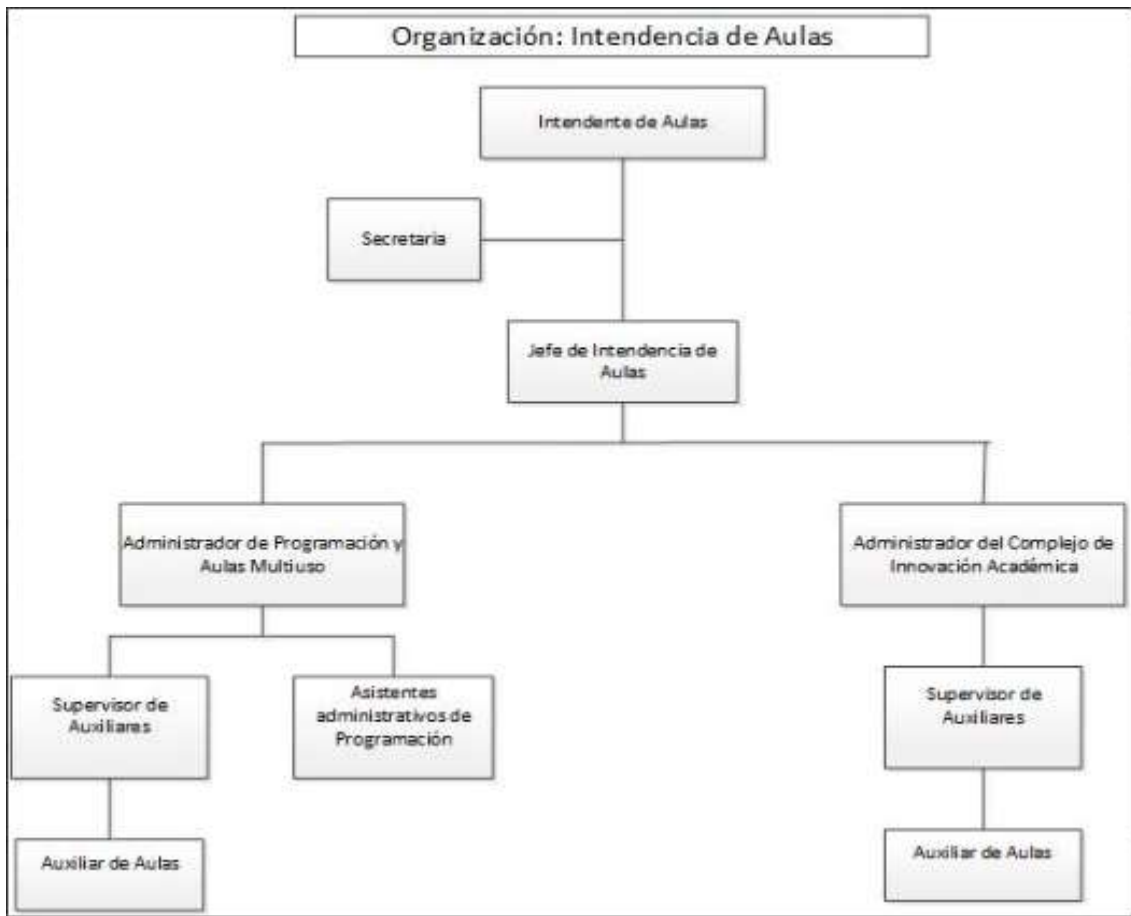 Organización: Intendencia de Aulas
Intendente de Aulas
Secretaria
Jefe de Intendencia de
Aulas
Administrador de Programación y
Aulas Multiuso
Administrador del Complejo de
Innovación Académica
Supervisor de
Auxiliares
Asistentes
administrativos de
Programación
Supervisor de
Auxiliares
Auxiliar de Aulas
Auxiliar de Aulas